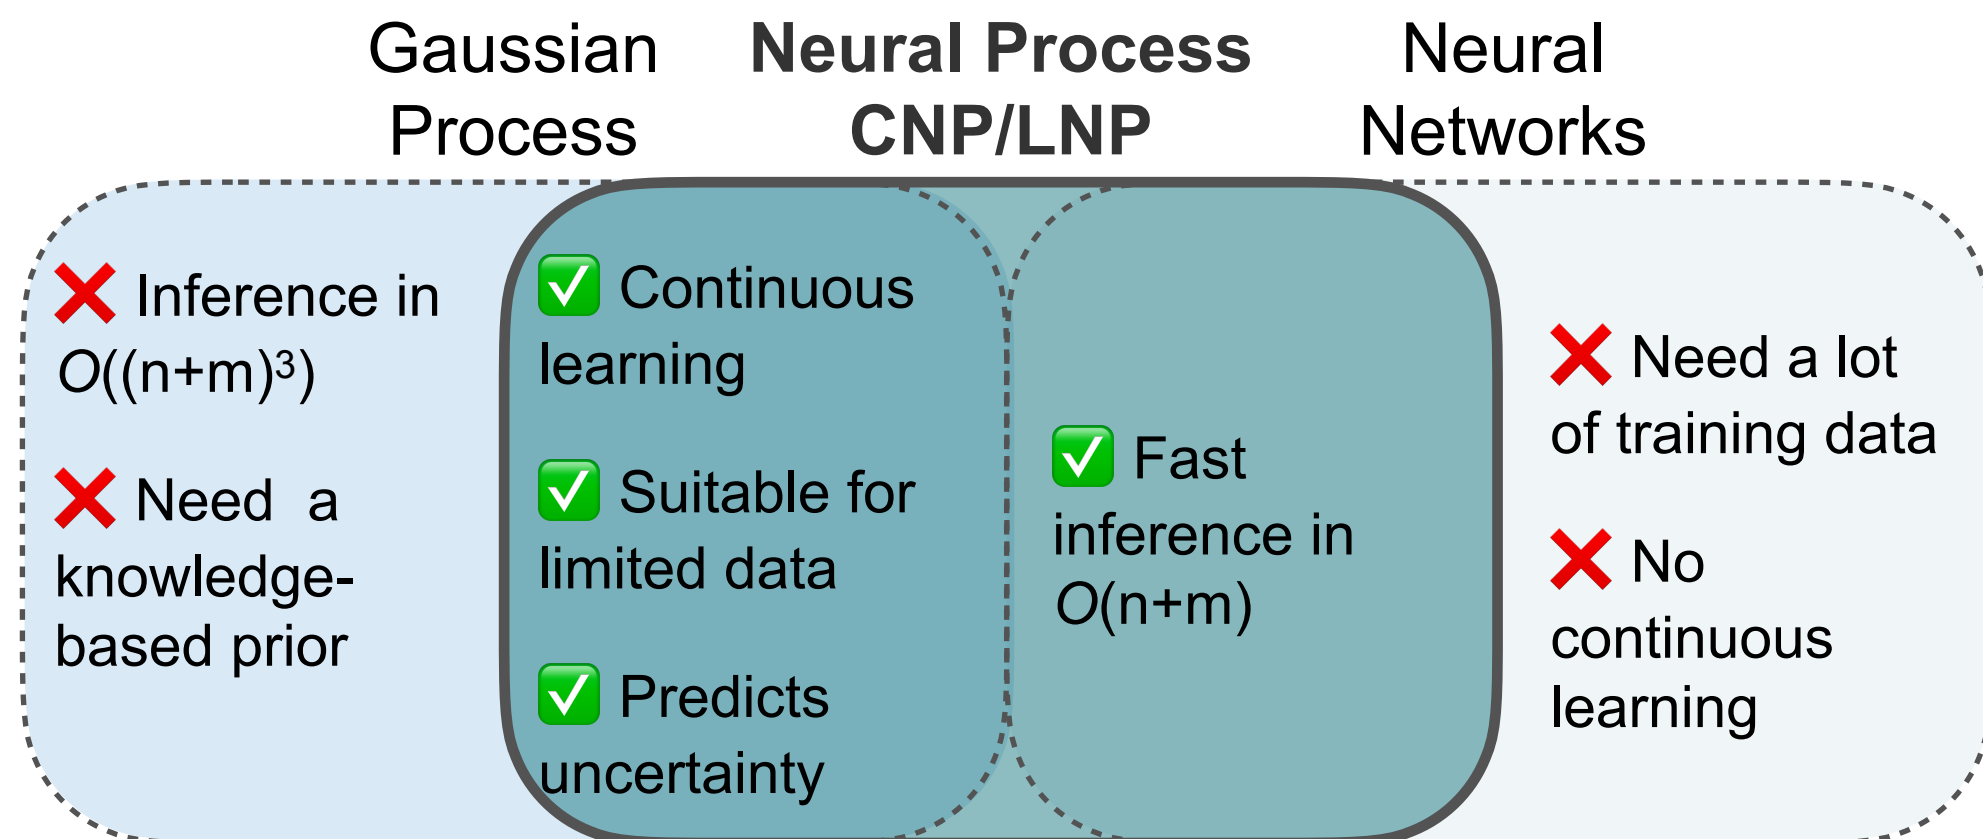 Gaussian
Process
Neural Process
CNP/LNP
Neural
Networks
❌ Inference in
O((n+m)³)
❌ Need  a
knowledge-
based prior
✅ Continuous
learning
✅ Suitable for
limited data
✅ Predicts
uncertainty
✅ Fast
inference in
O(n+m)
❌ Need a lot
of training data
❌ No
continuous
learning